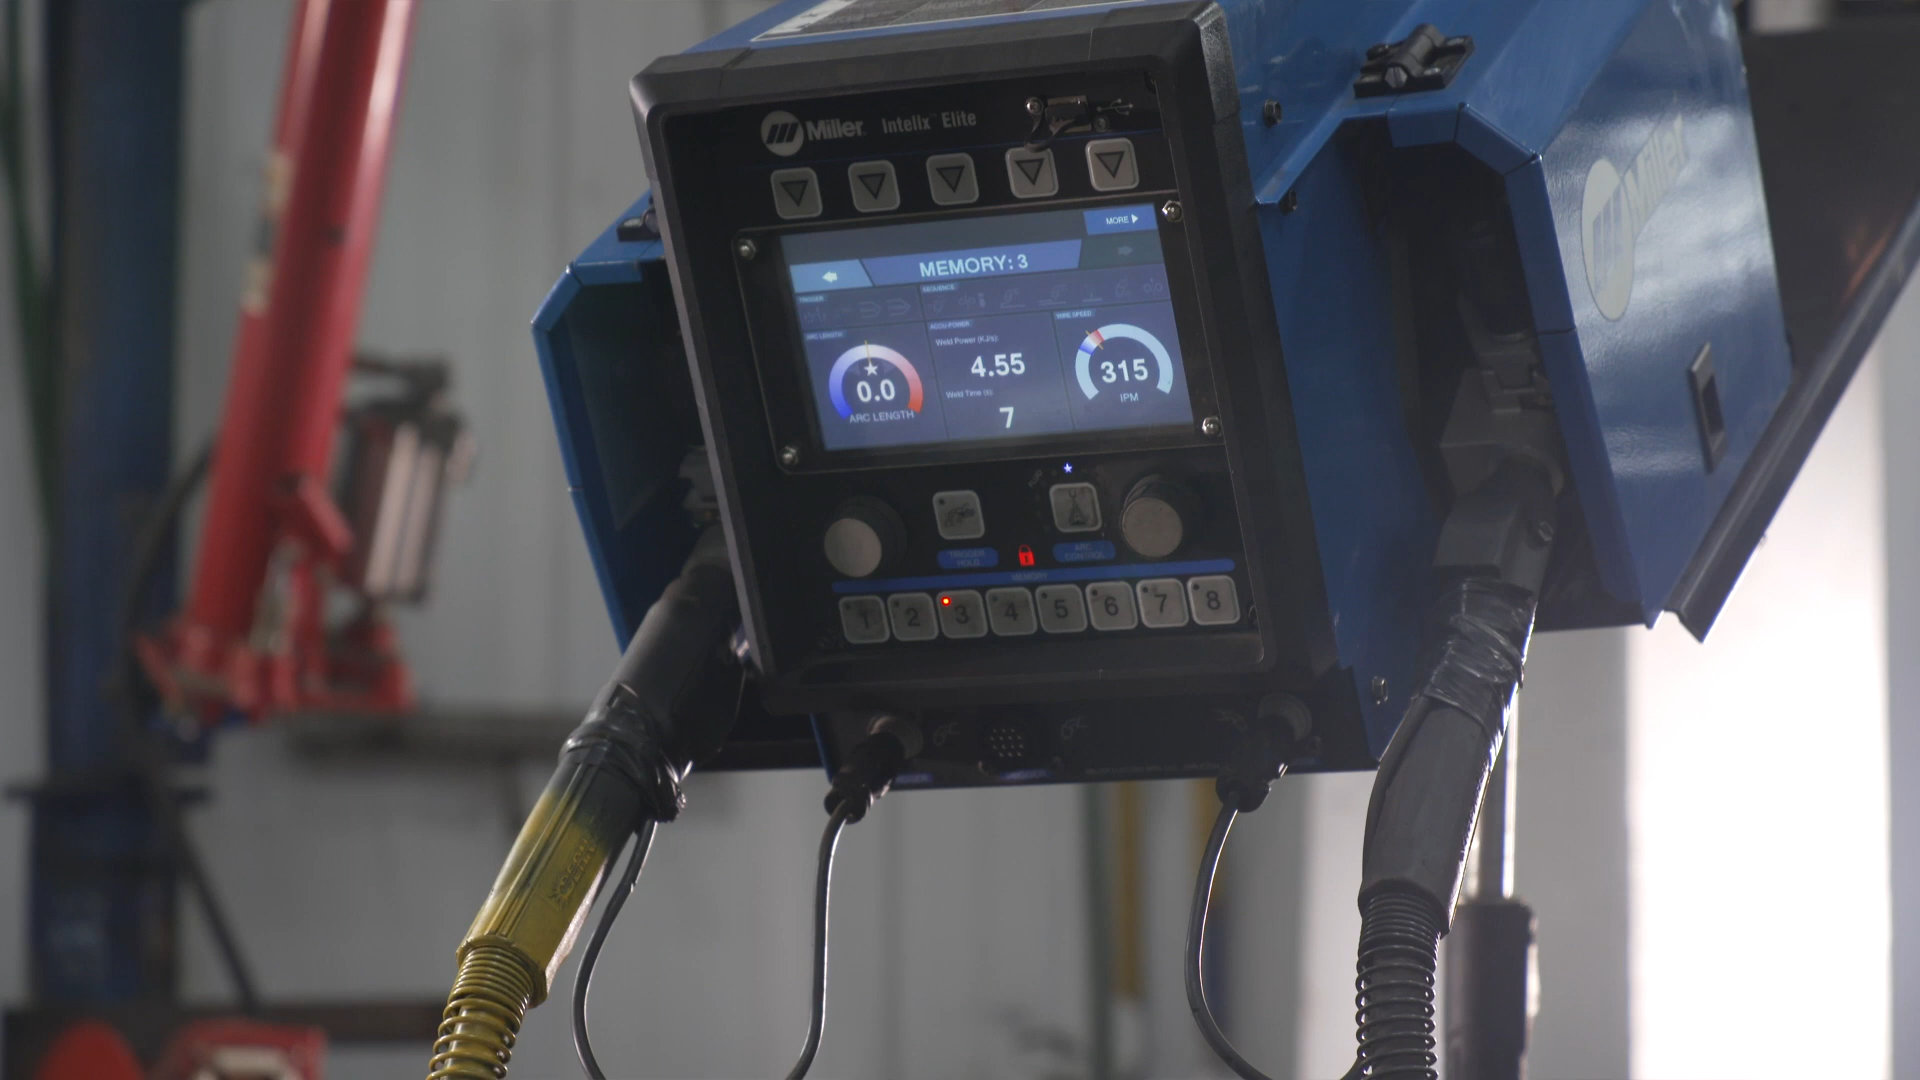 Miller Intellx™ Elite
MORE
MEMORY: 3
TRIGGER
SEQUENCE
ARC LENGTH
ACCU-POWER
WIRE SPEED
Weld Power (KJ/s):
4.55
0.0
315
ARC LENGTH
Weld Time (s):
IPM
7
TRIGGER HOLD
ARC CONTROL
MEMORY
1 2 3 4 5 6 7 8
Miller